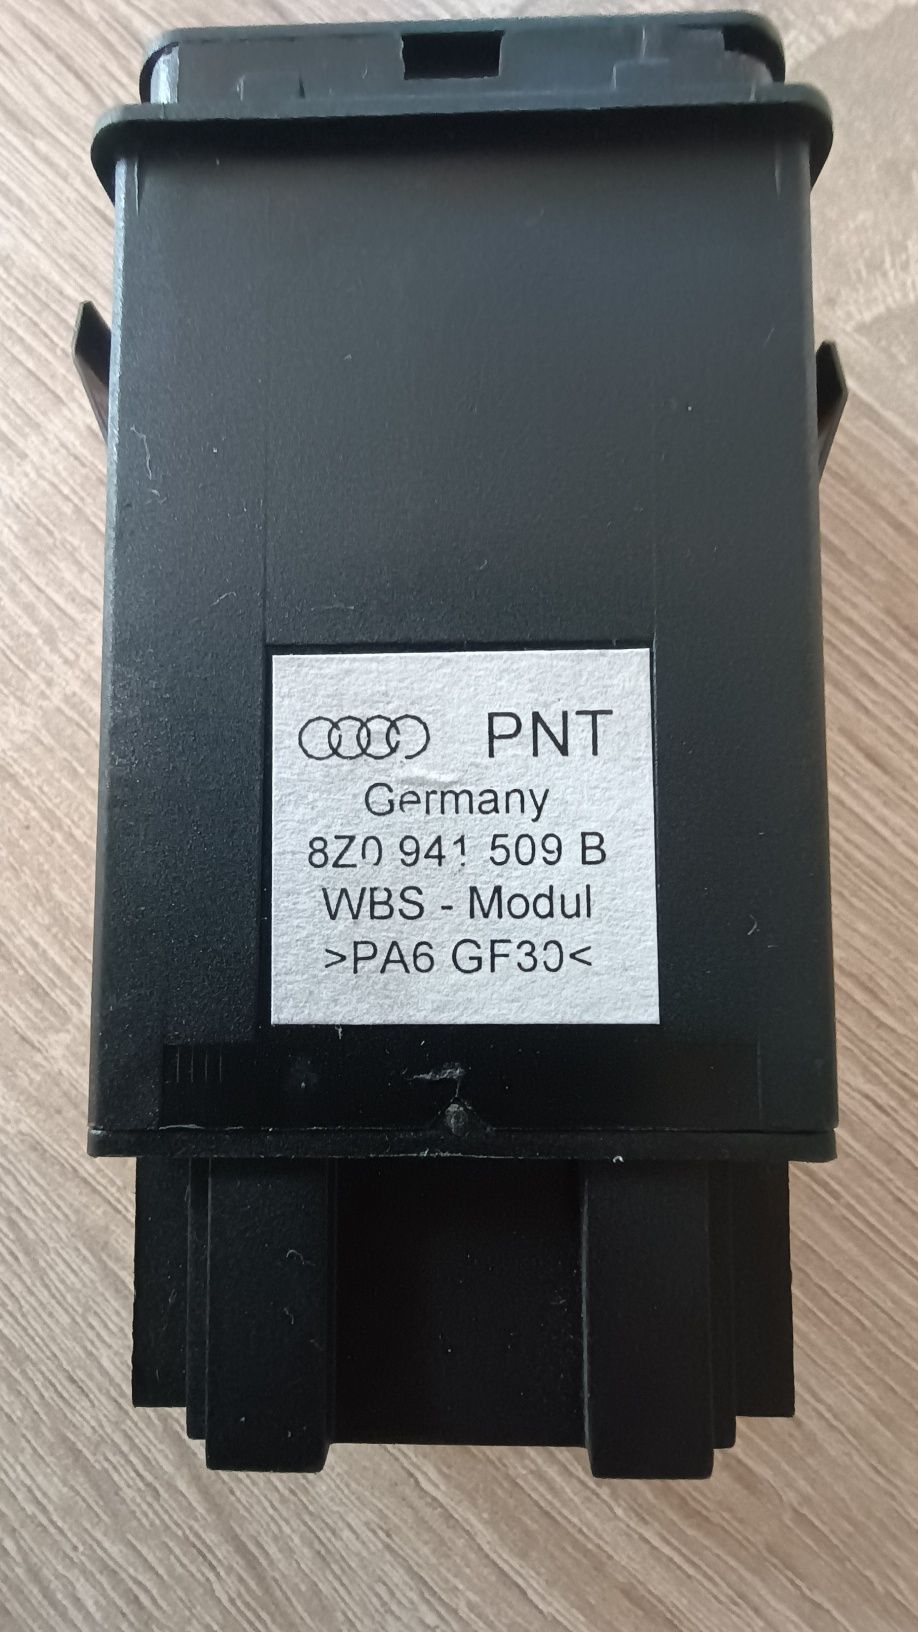 PNT
Germany
8Z0 941 509 B
WBS - Modul
>PA6 GF30<